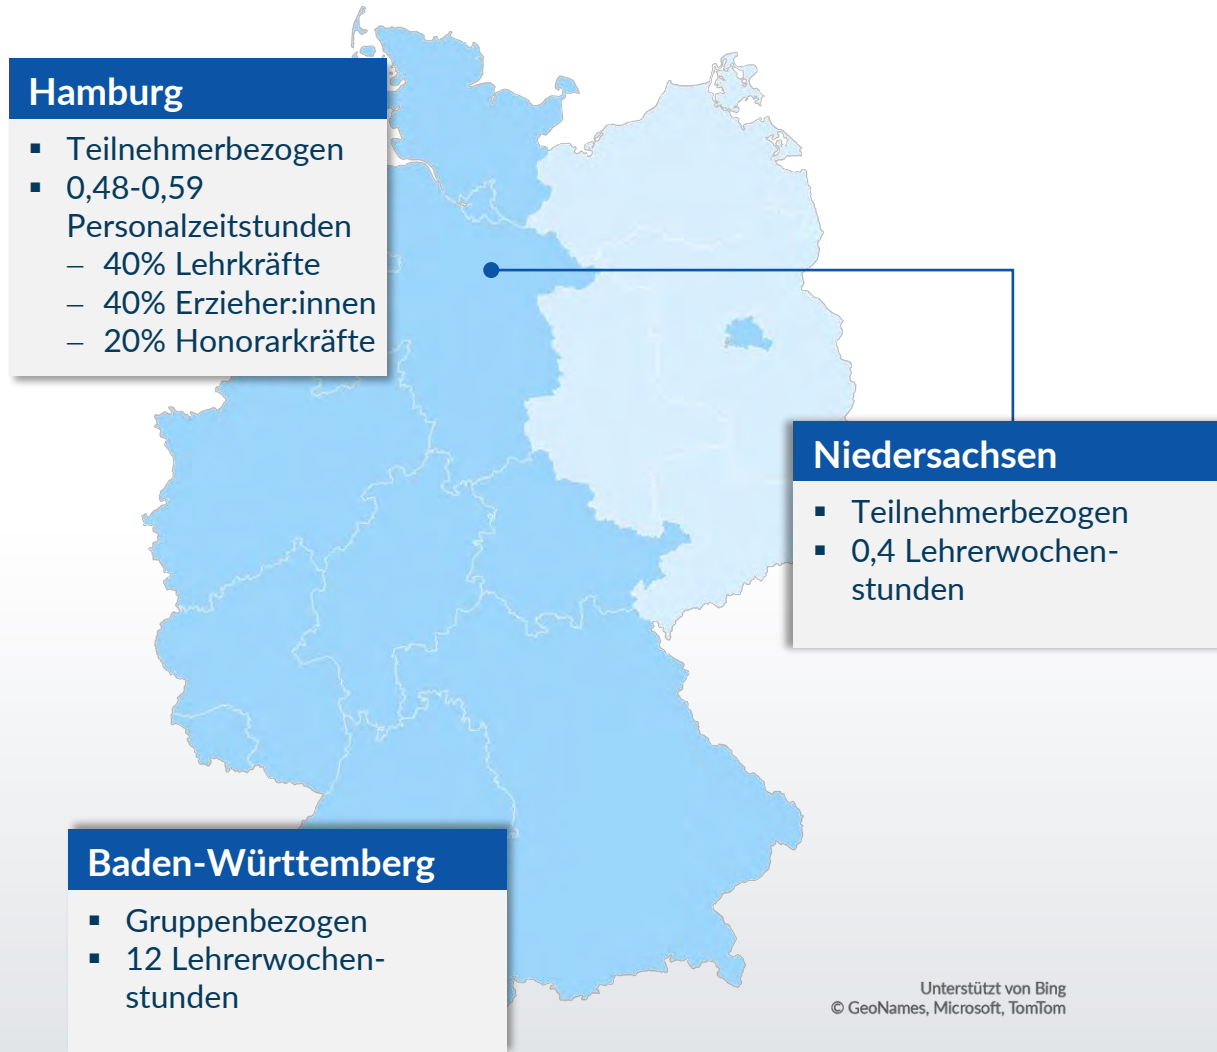 Hamburg
▪ Teilnehmerbezogen
▪ 0,48-0,59
Personalzeitstunden
– 40% Lehrkräfte
– 40% Erzieher:innen
– 20% Honorarkräfte
Niedersachsen
▪ Teilnehmerbezogen
▪ 0,4 Lehrerwochen-
stunden
Baden-Württemberg
▪ Gruppenbezogen
▪ 12 Lehrerwochen-
stunden
Unterstützt von Bing
© GeoNames, Microsoft, TomTom